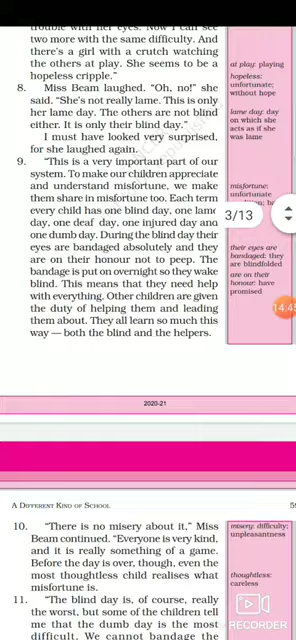 trouble with her eyes. Now I can see
two more with the same difficulty. And
there's a girl with a crutch watching
the others at play. She seems to be a
hopeless cripple."
8. Miss Beam laughed. "Oh, no!" she
said. "She's not really lame. This is only
her lame day. The others are not blind
either. It is only their blind day."
I must have looked very surprised,
for she laughed again.
9. "This is a very important part of our
system. To make our children appreciate
and understand misfortune, we make
them share in misfortune too. Each term
every child has one blind day, one lame
day, one deaf day, one injured day and
one dumb day. During the blind day their
eyes are bandaged absolutely and they
are on their honour not to peep. The
bandage is put on overnight so they wake
blind. This means that they need help
with everything. Other children are given
the duty of helping them and leading
them about. They all learn so much this
way — both the blind and the helpers.
at play: playing
hopeless:
unfortunate;
without hope
lame day: day
on which she
acts as if she
was lame
misfortune:
unfortunate
3/13
their eyes are
bandaged: they
are blindfolded
are on their
honour: have
promised
14:45
2020-21
A DIFFERENT KIND OF SCHOOL
10. "There is no misery about it," Miss
Beam continued. "Everyone is very kind,
and it is really something of a game.
Before the day is over, though, even the
most thoughtless child realises what
misfortune is.
11. "The blind day is, of course, really
the worst, but some of the children tell
me that the dumb day is the most
difficult. We cannot bandage the
misery: difficulty;
unpleasantness
thoughtless:
careless
RECORDER